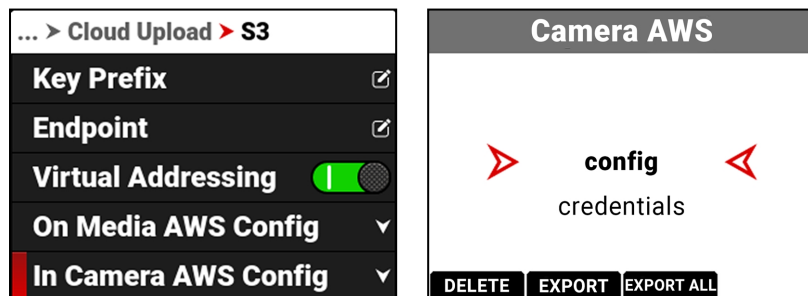 ... > Cloud Upload > S3
Key Prefix
Endpoint
Virtual Addressing
On Media AWS Config
In Camera AWS Config
Camera AWS
config
credentials
DELETE EXPORT EXPORT ALL